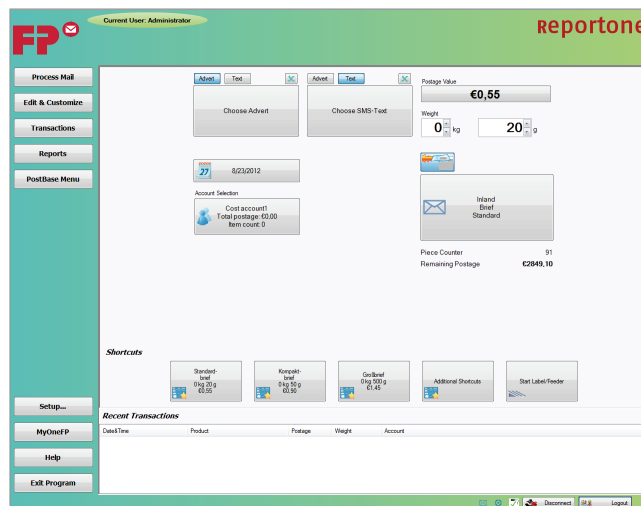 Current User: Administrator
FP
Reportone
Process Mail
Edit & Customize
Transactions
Reports
PostBase Menu
Advert Text X Advert Text X
Choose Advert
Choose SMS-Text
Postage Value
€0,55
Weight
0 kg 20 g
27
8/23/2012
Account Selection
Cost account1
Total postage: €0,00
Item count: 0
Inland
Brief
Standard
Piece Counter 91
Remaining Postage €2849,10
Shortcuts
Standard-
brief
0 kg 20 g
€0,55
Kompakt-
brief
0 kg 50 g
€0,90
Großbrief
0 kg 500 g
€1,45
Additional Shortcuts
Start Label/Feeder
Recent Transactions
Date&Time Product Postage Weight Account
Setup...
MyOneFP
Help
Exit Program
Disconnect
Logout